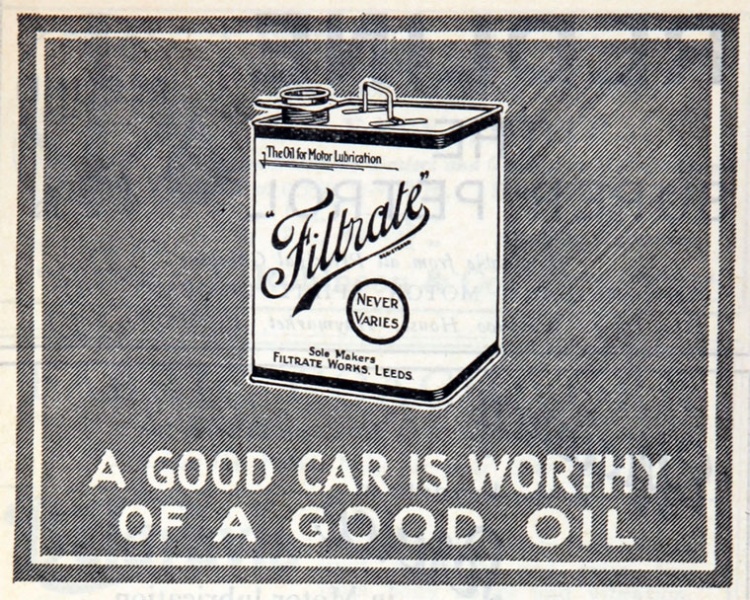 The Oil for Motor Lubrication
"Filtrate"
REGISTERED
NEVER
VARIES
Sole Makers
FILTRATE WORKS, LEEDS
A GOOD CAR IS WORTHY
OF A GOOD OIL